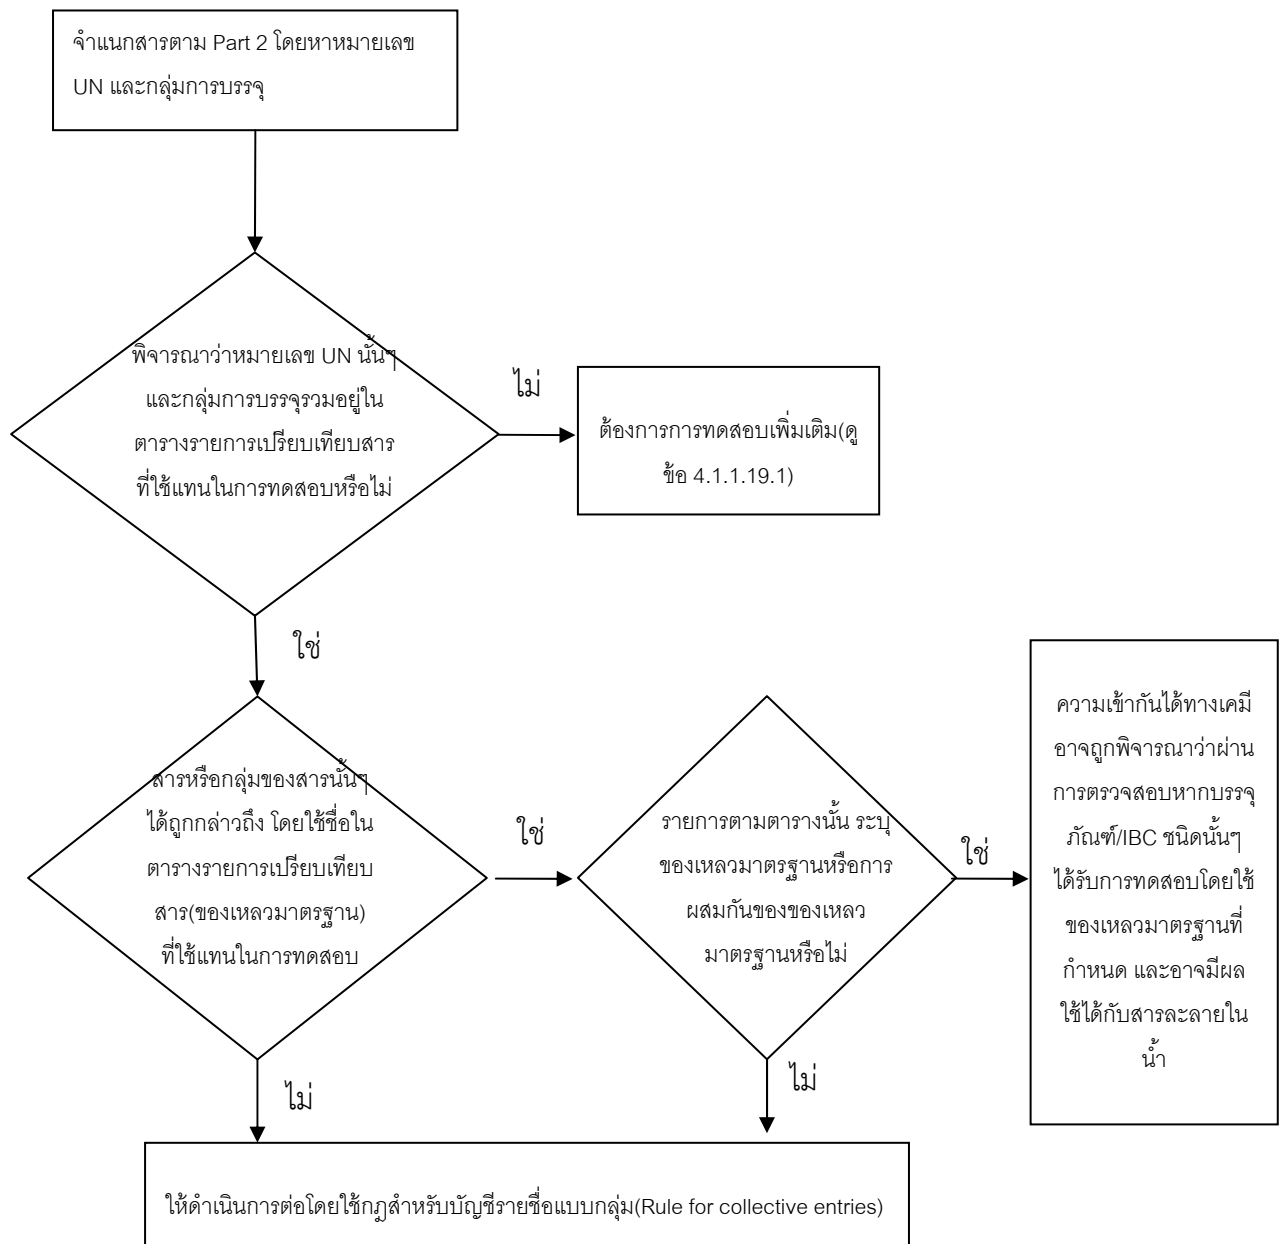 จำแนกสารตาม Part 2 โดยหาหมายเลข
UN และกลุ่มการบรรจุ
พิจารณาว่าหมายเลข UN นั้นๆ
และกลุ่มการบรรจุรวมอยู่ใน
ตารางรายการเปรียบเทียบสาร
ที่ใช้แทนในการทดสอบหรือไม่
ไม่
ต้องการการทดสอบเพิ่มเติม(ดู
ข้อ 4.1.1.19.1)
ใช่
สารหรือกลุ่มของสารนั้นๆ
ได้ถูกกล่าวถึง โดยใช้ชื่อใน
ตารางรายการเปรียบเทียบ
สาร(ของเหลวมาตรฐาน)
ที่ใช้แทนในการทดสอบ
ใช่
รายการตามตารางนั้น ระบุ
ของเหลวมาตรฐานหรือการ
ผสมกันของของเหลว
มาตรฐานหรือไม่
ใช่
ความเข้ากันได้ทางเคมี
อาจถูกพิจารณาว่าผ่าน
การตรวจสอบหากบรรจุ
ภัณฑ์/IBC ชนิดนั้นๆ
ได้รับการทดสอบโดยใช้
ของเหลวมาตรฐานที่
กำหนด และอาจมีผล
ใช้ได้กับสารละลายใน
น้ำ
ไม่
ไม่
ให้ดำเนินการต่อโดยใช้กฎสำหรับบัญชีรายชื่อแบบกลุ่ม(Rule for collective entries)